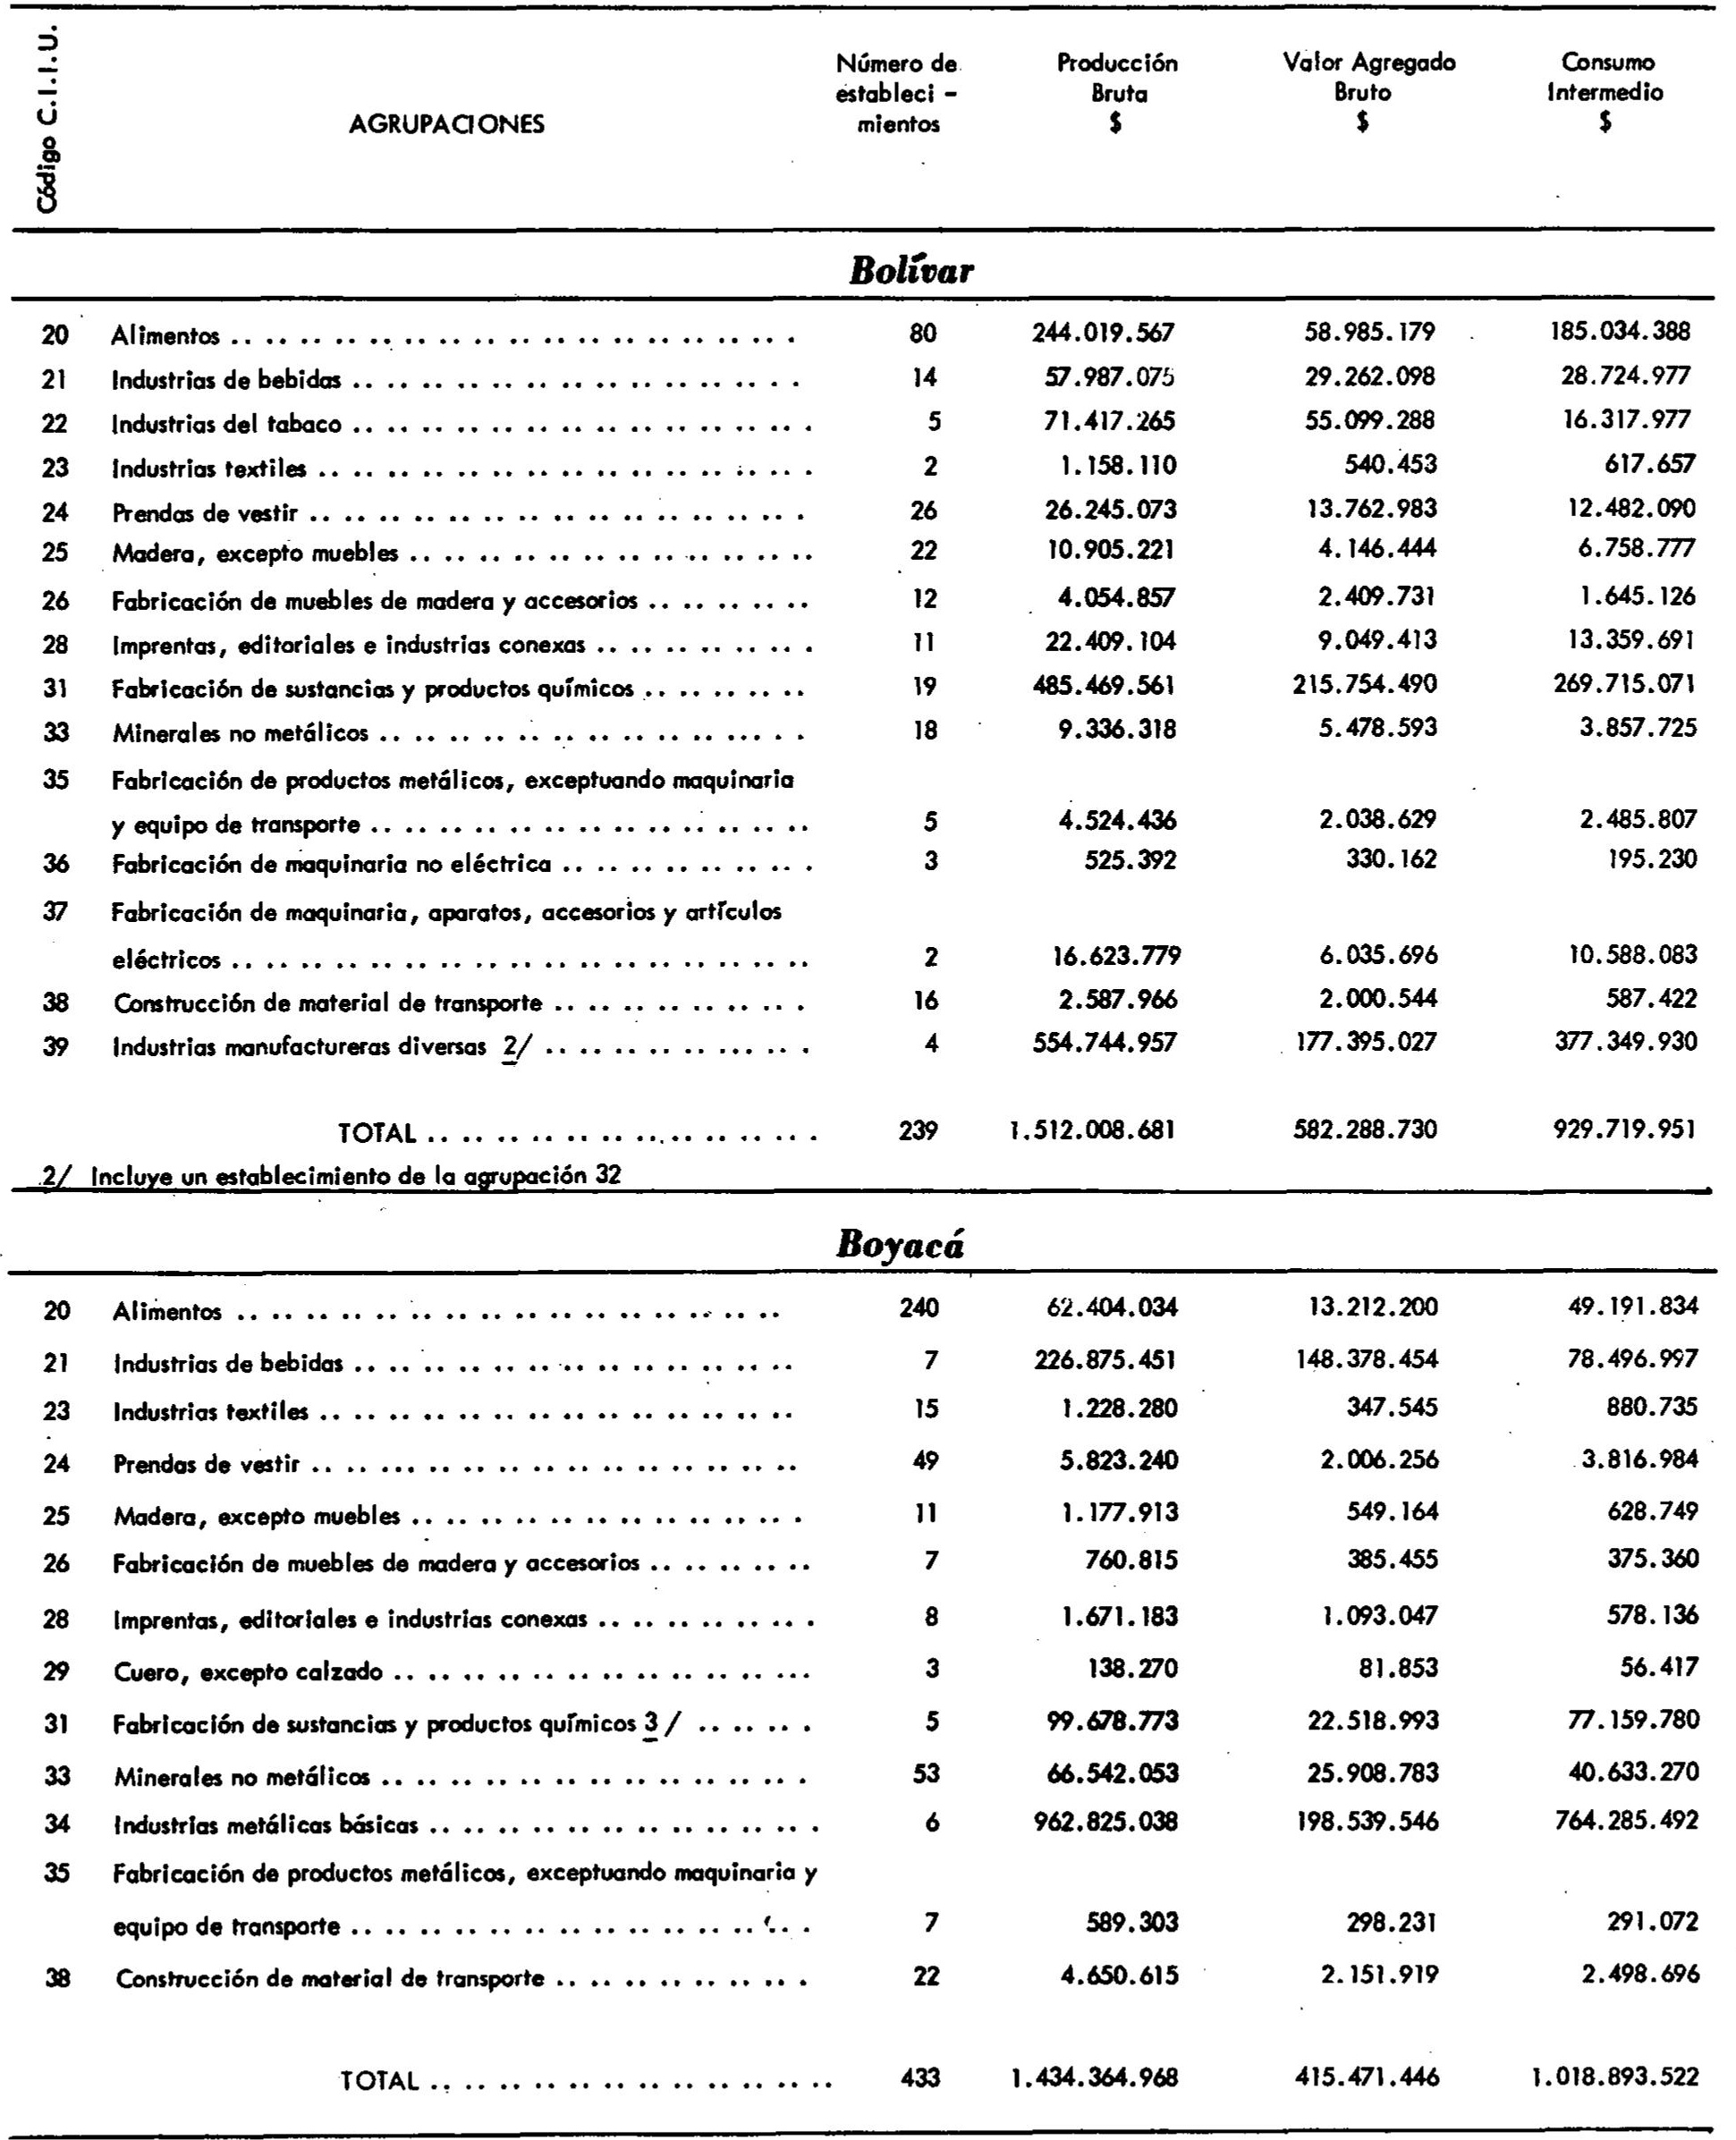 Código C.I.I.U.
AGRUPACIONES
Número de estableci - mientos
Producción Bruta $
Valor Agregado Bruto $
Consumo Intermedio $
Bolívar
20 Alimentos 80 244.019.567 58.985.179 185.034.388
21 Industrias de bebidas 14 57.987.075 29.262.098 28.724.977
22 Industrias del tabaco 5 71.417.265 55.099.288 16.317.977
23 Industrias textiles 2 1.158.110 540.453 617.657
24 Prendas de vestir 26 26.245.073 13.762.983 12.482.090
25 Madera, excepto muebles 22 10.905.221 4.146.444 6.758.777
26 Fabricación de muebles de madera y accesorios 12 4.054.857 2.409.731 1.645.126
28 Imprentas, editoriales e industrias conexas 11 22.409.104 9.049.413 13.359.691
31 Fabricación de sustancias y productos químicos 19 485.469.561 215.754.490 269.715.071
33 Minerales no metálicos 18 9.336.318 5.478.593 3.857.725
35 Fabricación de productos metálicos, exceptuando maquinaria
y equipo de transporte 5 4.524.436 2.038.629 2.485.807
36 Fabricación de maquinaria no eléctrica 3 525.392 330.162 195.230
37 Fabricación de maquinaria, aparatos, accesorios y artículos
eléctricos 2 16.623.779 6.035.696 10.588.083
38 Construcción de material de transporte 16 2.587.966 2.000.544 587.422
39 Industrias manufactureras diversas 2/ 4 554.744.957 177.395.027 377.349.930
TOTAL 239 1.512.008.681 582.288.730 929.719.951
2/ Incluye un establecimiento de la agrupación 32
Boyacá
20 Alimentos 240 62.404.034 13.212.200 49.191.834
21 Industrias de bebidas 7 226.875.451 148.378.454 78.496.997
23 Industrias textiles 15 1.228.280 347.545 880.735
24 Prendas de vestir 49 5.823.240 2.006.256 3.816.984
25 Madera, excepto muebles 11 1.177.913 549.164 628.749
26 Fabricación de muebles de madera y accesorios 7 760.815 385.455 375.360
28 Imprentas, editoriales e industrias conexas 8 1.671.183 1.093.047 578.136
29 Cuero, excepto calzado 3 138.270 81.853 56.417
31 Fabricación de sustancias y productos químicos 3/ 5 99.678.773 22.518.993 77.159.780
33 Minerales no metálicos 53 66.542.053 25.908.783 40.633.270
34 Industrias metálicas básicas 6 962.825.038 198.539.546 764.285.492
35 Fabricación de productos metálicos, exceptuando maquinaria y
equipo de transporte 7 589.303 298.231 291.072
38 Construcción de material de transporte 22 4.650.615 2.151.919 2.498.696
TOTAL 433 1.434.364.968 415.471.446 1.018.893.522